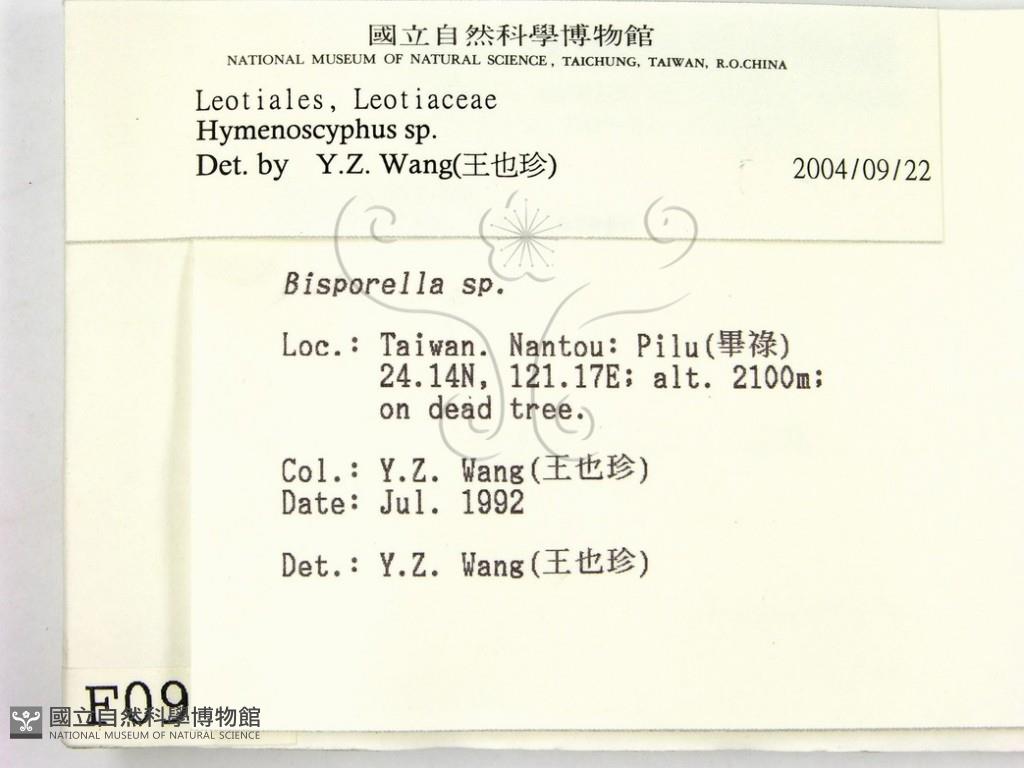 國立自然科學博物館
NATIONAL MUSEUM OF NATURAL SCIENCE, TAICHUNG, TAIWAN, R.O.CHINA
Leotiales, Leotiaceae
Hymenoscyphus sp.
Det. by Y.Z. Wang(王也珍) 2004/09/22
Bisporella sp.
Loc.: Taiwan. Nantou: Pilu(畢祿)
24.14N, 121.17E; alt. 2100m;
on dead tree.
Col.: Y.Z. Wang(王也珍)
Date: Jul. 1992
Det.: Y.Z. Wang(王也珍)
F09
國立自然科學博物館
NATIONAL MUSEUM OF NATURAL SCIENCE